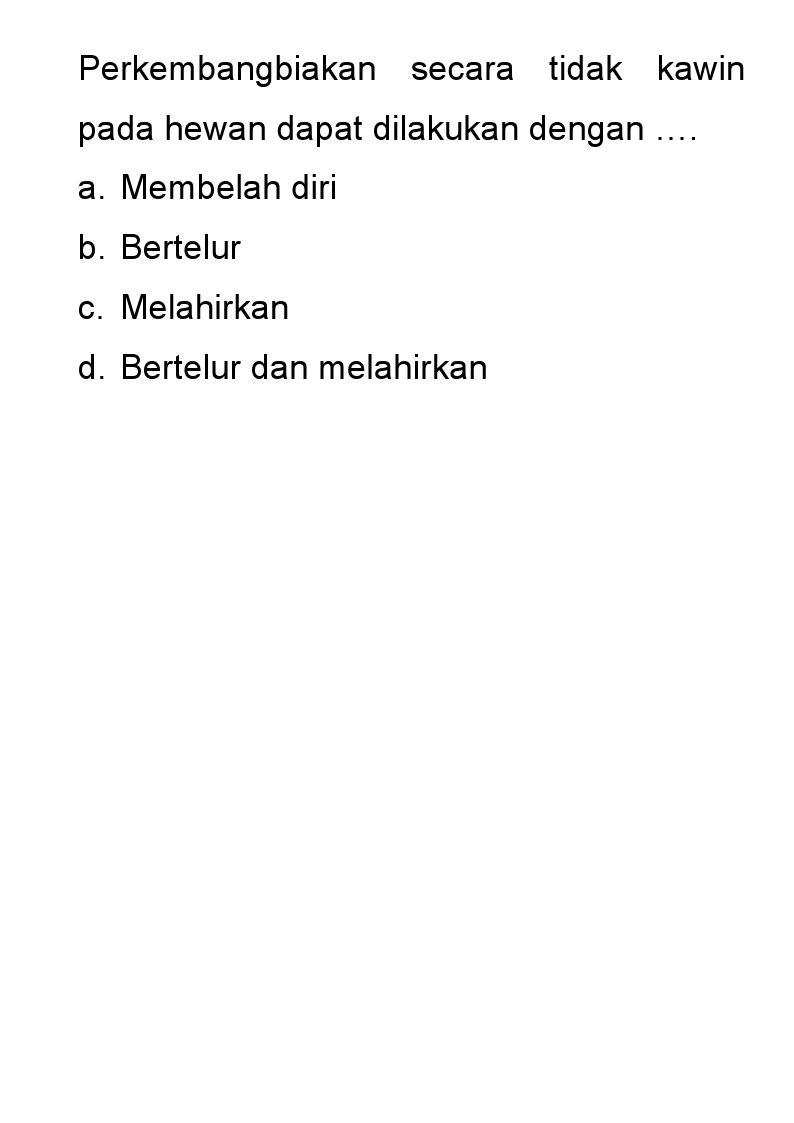 Perkembangbiakan secara tidak kawin
pada hewan dapat dilakukan dengan ….
a. Membelah diri
b. Bertelur
c. Melahirkan
d. Bertelur dan melahirkan